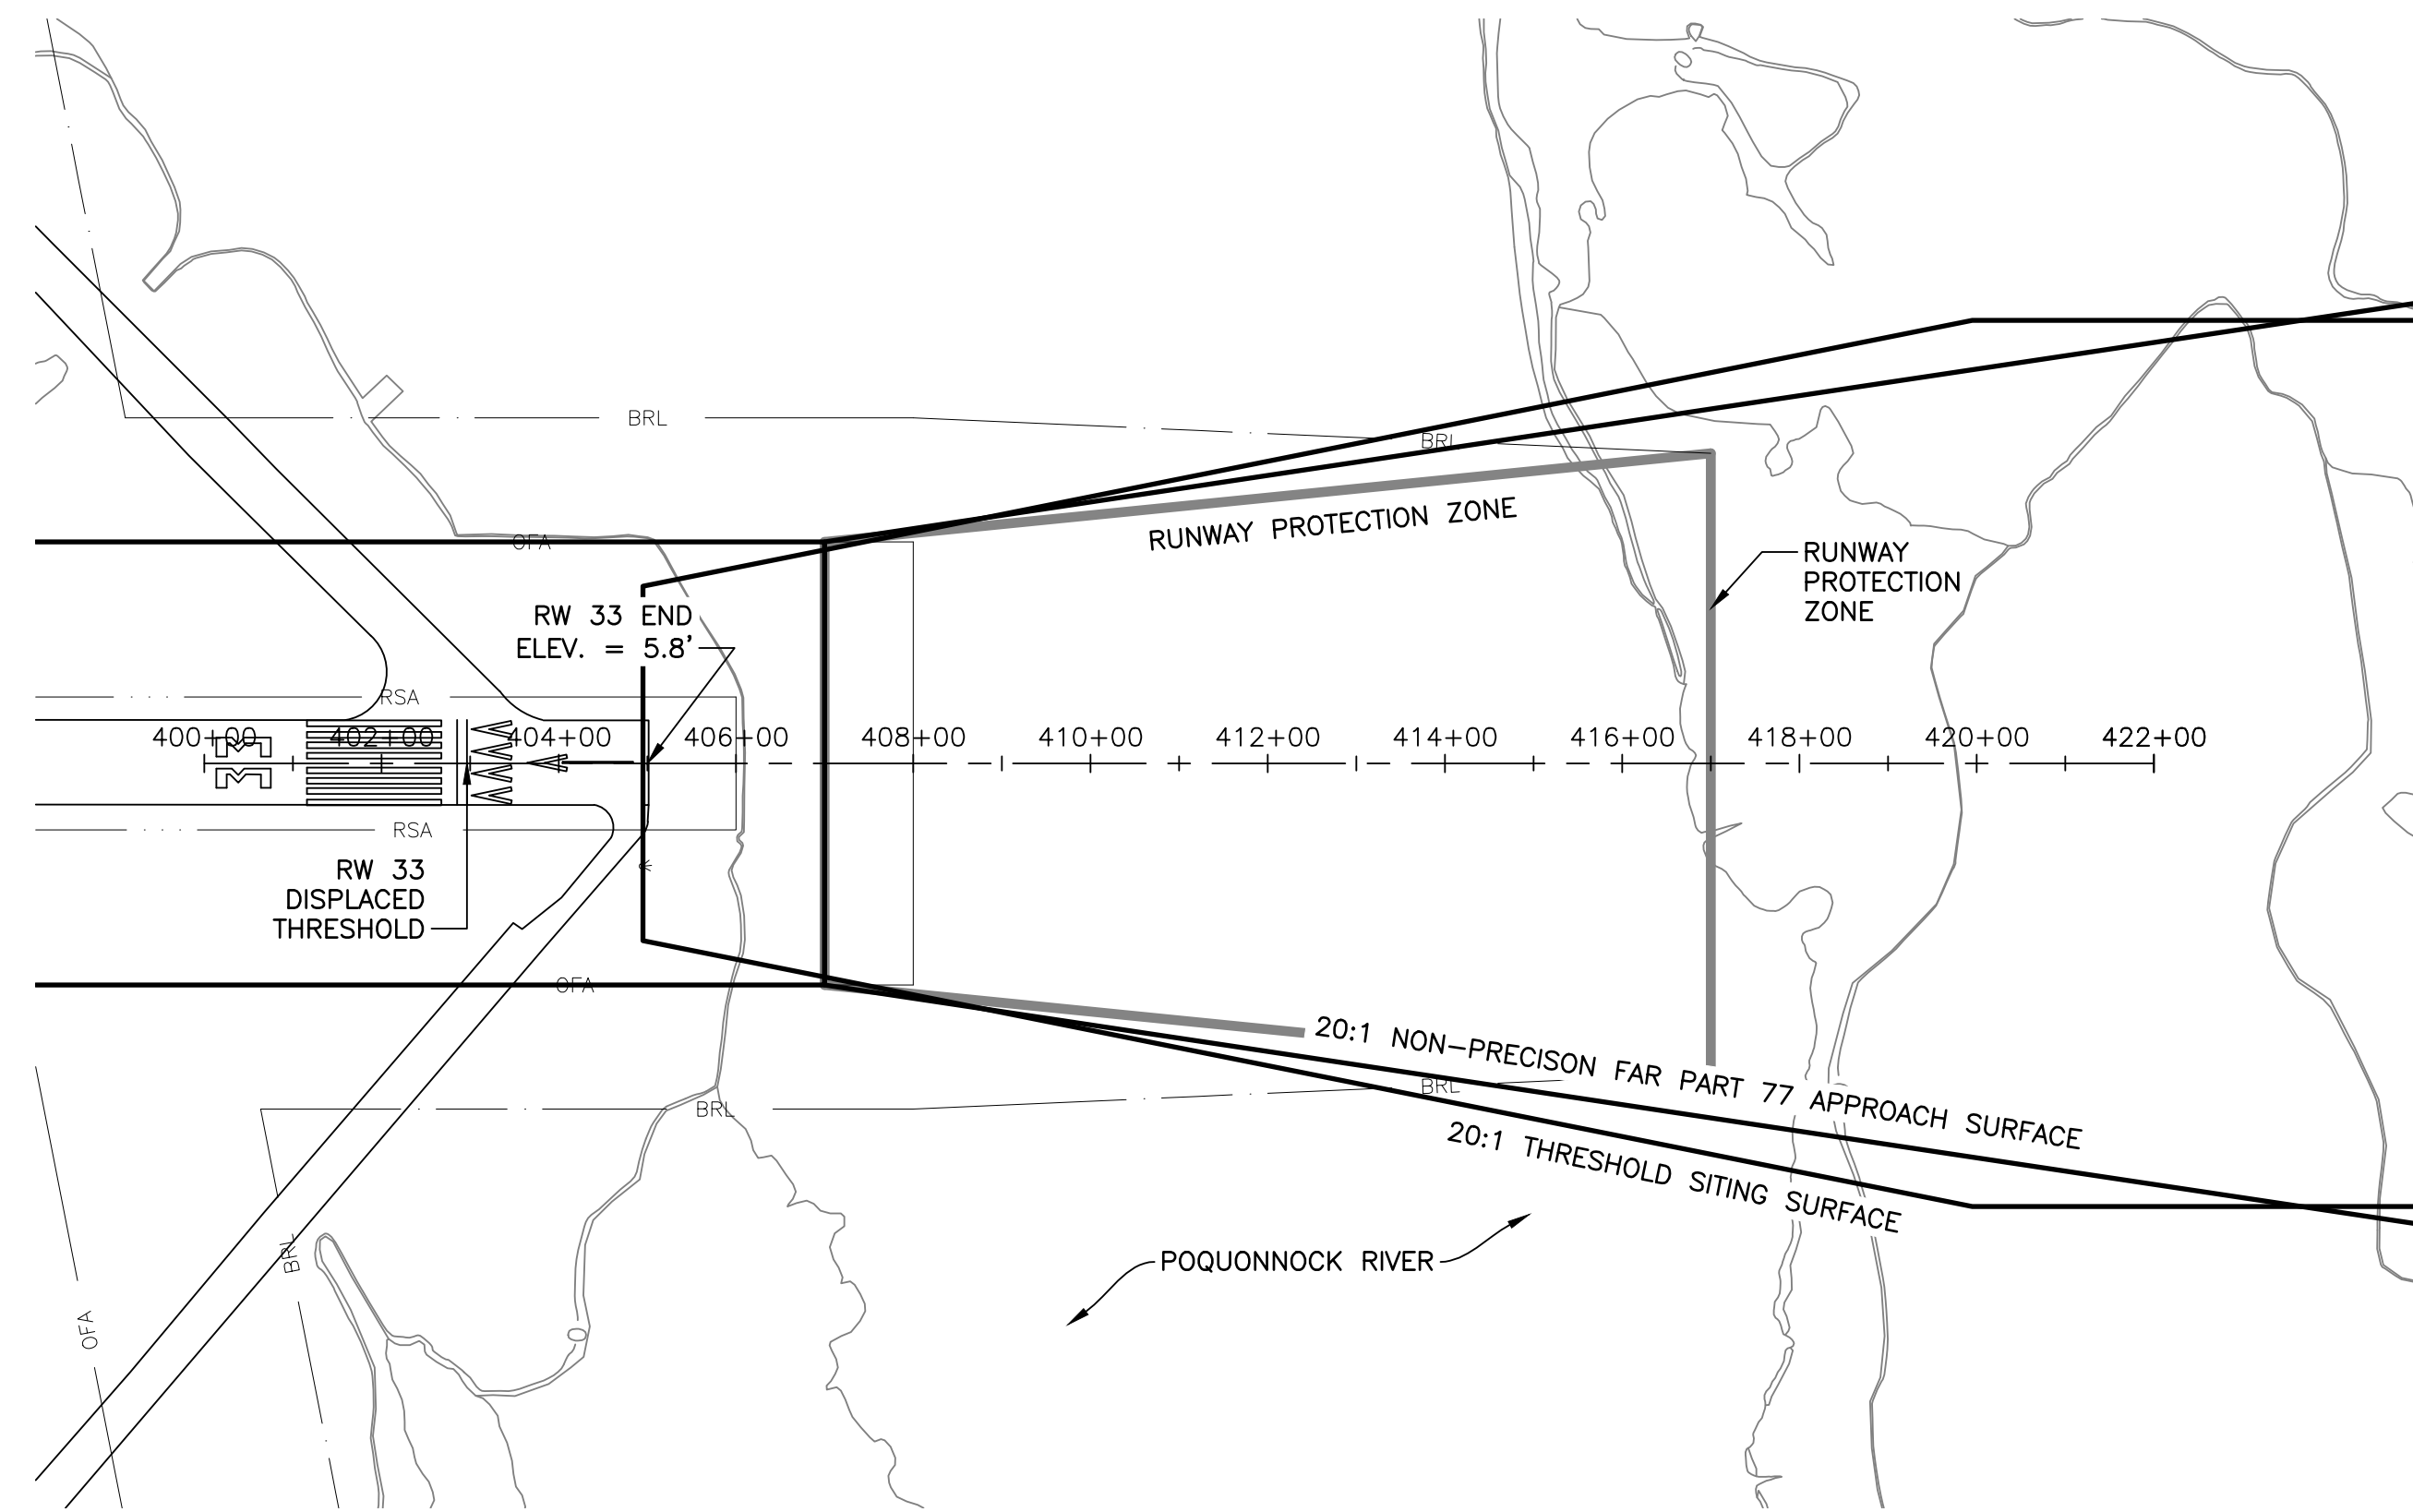 BRL
BRL
RUNWAY PROTECTION ZONE
OFA
RUNWAY
PROTECTION
ZONE
RW 33 END
ELEV. = 5.8'
RSA
400+00 402+00 404+00 406+00 408+00 410+00 412+00 414+00 416+00 418+00 420+00 422+00
33
RSA
RW 33
DISPLACED
THRESHOLD
OFA
20:1 NON-PRECISON FAR PART 77 APPROACH SURFACE
BRL
BRL
20:1 THRESHOLD SITING SURFACE
BRL
POQUONNOCK RIVER
OFA